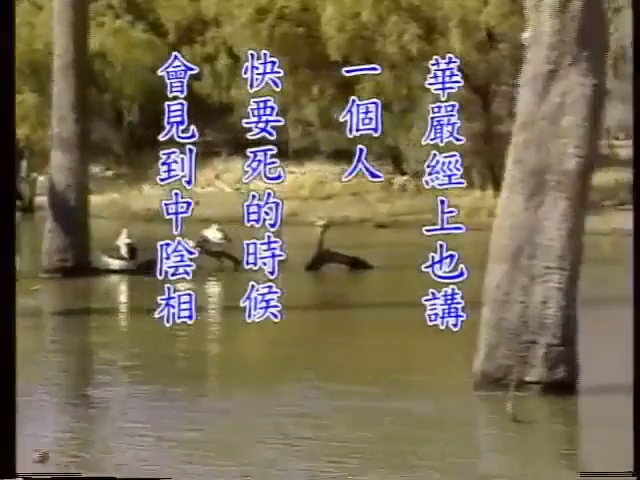 華嚴經上也講
一個人
快要死的時候
會見到中陰相